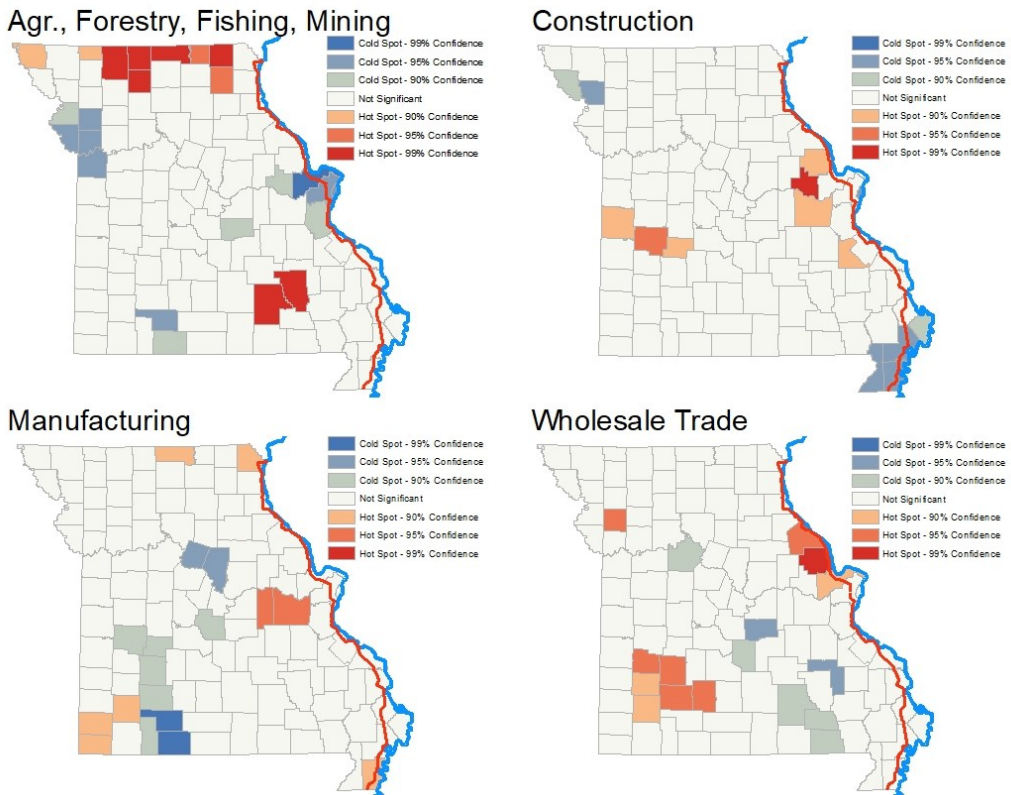 Agr., Forestry, Fishing, Mining
Cold Spot - 99% Confidence
Cold Spot - 95% Confidence
Cold Spot - 90% Confidence
Not Significant
Hot Spot - 90% Confidence
Hot Spot - 95% Confidence
Hot Spot - 99% Confidence
Construction
Cold Spot - 99% Confidence
Cold Spot - 95% Confidence
Cold Spot - 90% Confidence
Not Significant
Hot Spot - 90% Confidence
Hot Spot - 95% Confidence
Hot Spot - 99% Confidence
Manufacturing
Cold Spot - 99% Confidence
Cold Spot - 95% Confidence
Cold Spot - 90% Confidence
Not Significant
Hot Spot - 90% Confidence
Hot Spot - 95% Confidence
Hot Spot - 99% Confidence
Wholesale Trade
Cold Spot - 99% Confidence
Cold Spot - 95% Confidence
Cold Spot - 90% Confidence
Not Significant
Hot Spot - 90% Confidence
Hot Spot - 95% Confidence
Hot Spot - 99% Confidence